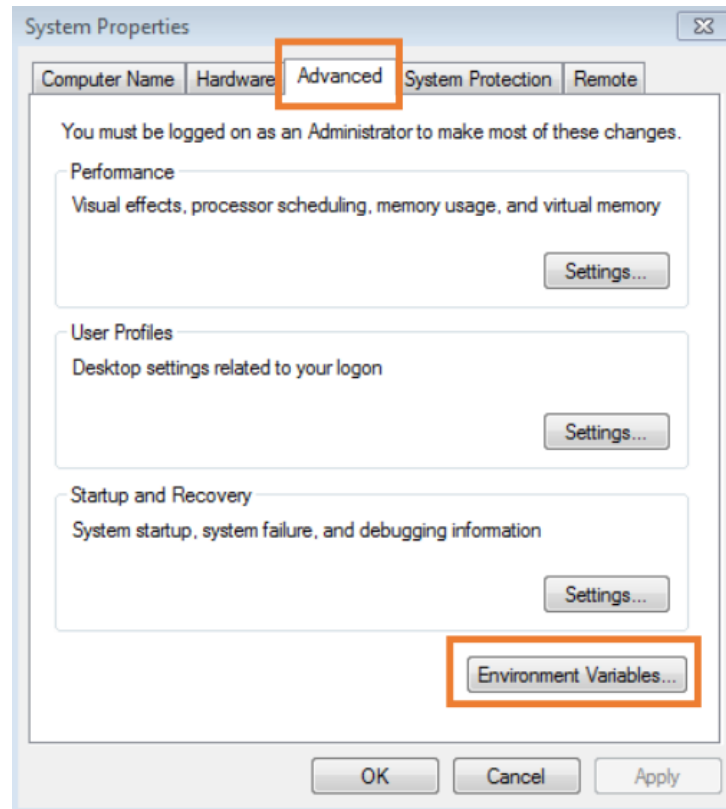 System Properties
Computer Name Hardware Advanced System Protection Remote
You must be logged on as an Administrator to make most of these changes.
Performance
Visual effects, processor scheduling, memory usage, and virtual memory
Settings...
User Profiles
Desktop settings related to your logon
Settings...
Startup and Recovery
System startup, system failure, and debugging information
Settings...
Environment Variables...
OK Cancel Apply